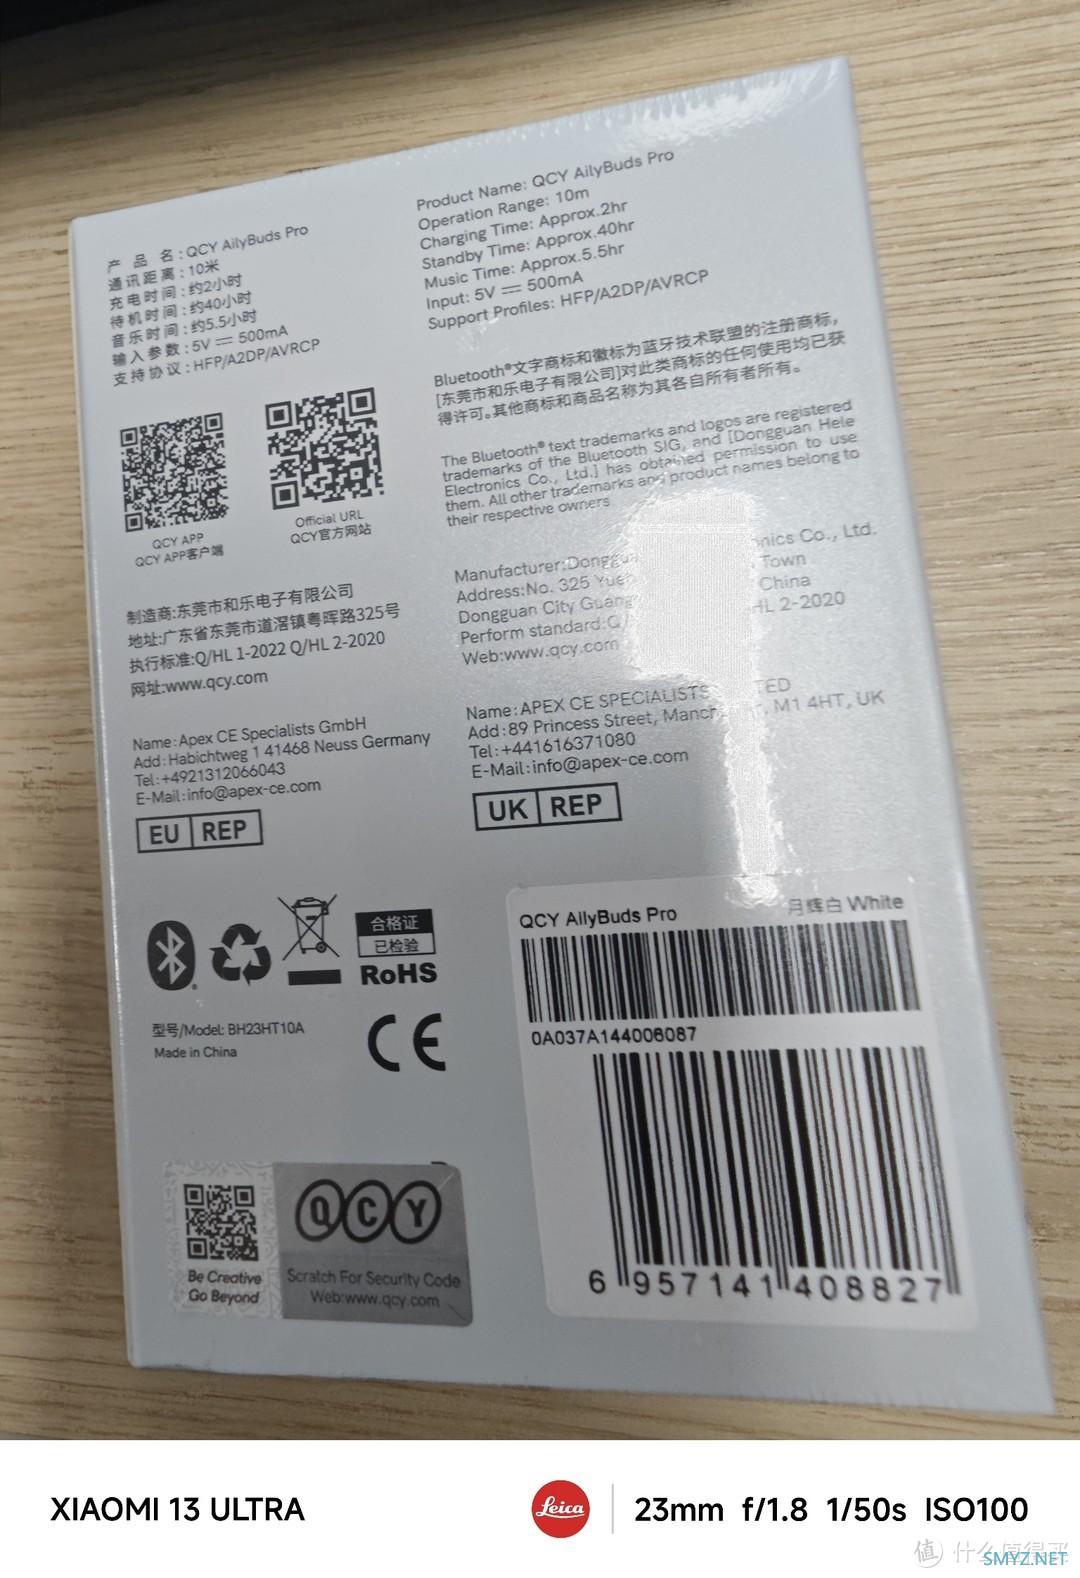 产品名:QCY AilyBuds Pro
通讯距离:10米
充电时间:约2小时
待机时间:约40小时
音乐时间:约5.5小时
输入参数:5V ⎓ 500mA
支持协议:HFP/A2DP/AVRCP
QCY APP
QCY APP客户端
Official URL
QCY官方网站
制造商:东莞市和乐电子有限公司
地址:广东省东莞市道滘镇粤晖路325号
执行标准:Q/HL 1-2022 Q/HL 2-2020
网址:www.qcy.com
Name:Apex CE Specialists GmbH
Add:Habichtweg 1 41468 Neuss Germany
Tel:+4921312066043
E-Mail:info@apex-ce.com
EU REP
Product Name: QCY AilyBuds Pro
Operation Range: 10m
Charging Time: Approx.2hr
Standby Time: Approx.40hr
Music Time: Approx.5.5hr
Input: 5V ⎓ 500mA
Support Profiles: HFP/A2DP/AVRCP
Bluetooth®文字商标和徽标为蓝牙技术联盟的注册商标,
[东莞市和乐电子有限公司]对此类商标的任何使用均已获
得许可。其他商标和商品名称为其各自所有者所有。
The Bluetooth® text trademarks and logos are registered
trademarks of the Bluetooth SIG, and [Dongguan Hele
Electronics Co., Ltd.] has obtained permission to use
them. All other trademarks and product names belong to
their respective owners
Manufacturer: Co., Ltd.
Address:No. 325 Town
Dongguan City China
Perform standard: 2-2020
Web:www.qcy.com
Name:APEX CE SPECIALISTS
Add:89 Princess Street, M1 4HT, UK
Tel:+441616371080
E-Mail:info@apex-ce.com
UK REP
合格证
已检验
RoHS
型号/Model: BH23HT10A
Made in China
CE
QCY AilyBuds Pro 月辉白 White
0A037A144006087
6 957141 408827
QCY
Be Creative
Go Beyond
Scratch For Security Code
Web:www.qcy.com
XIAOMI 13 ULTRA
Leica
23mm f/1.8 1/50s ISO100
值 什么值得买
SMYZ.NET